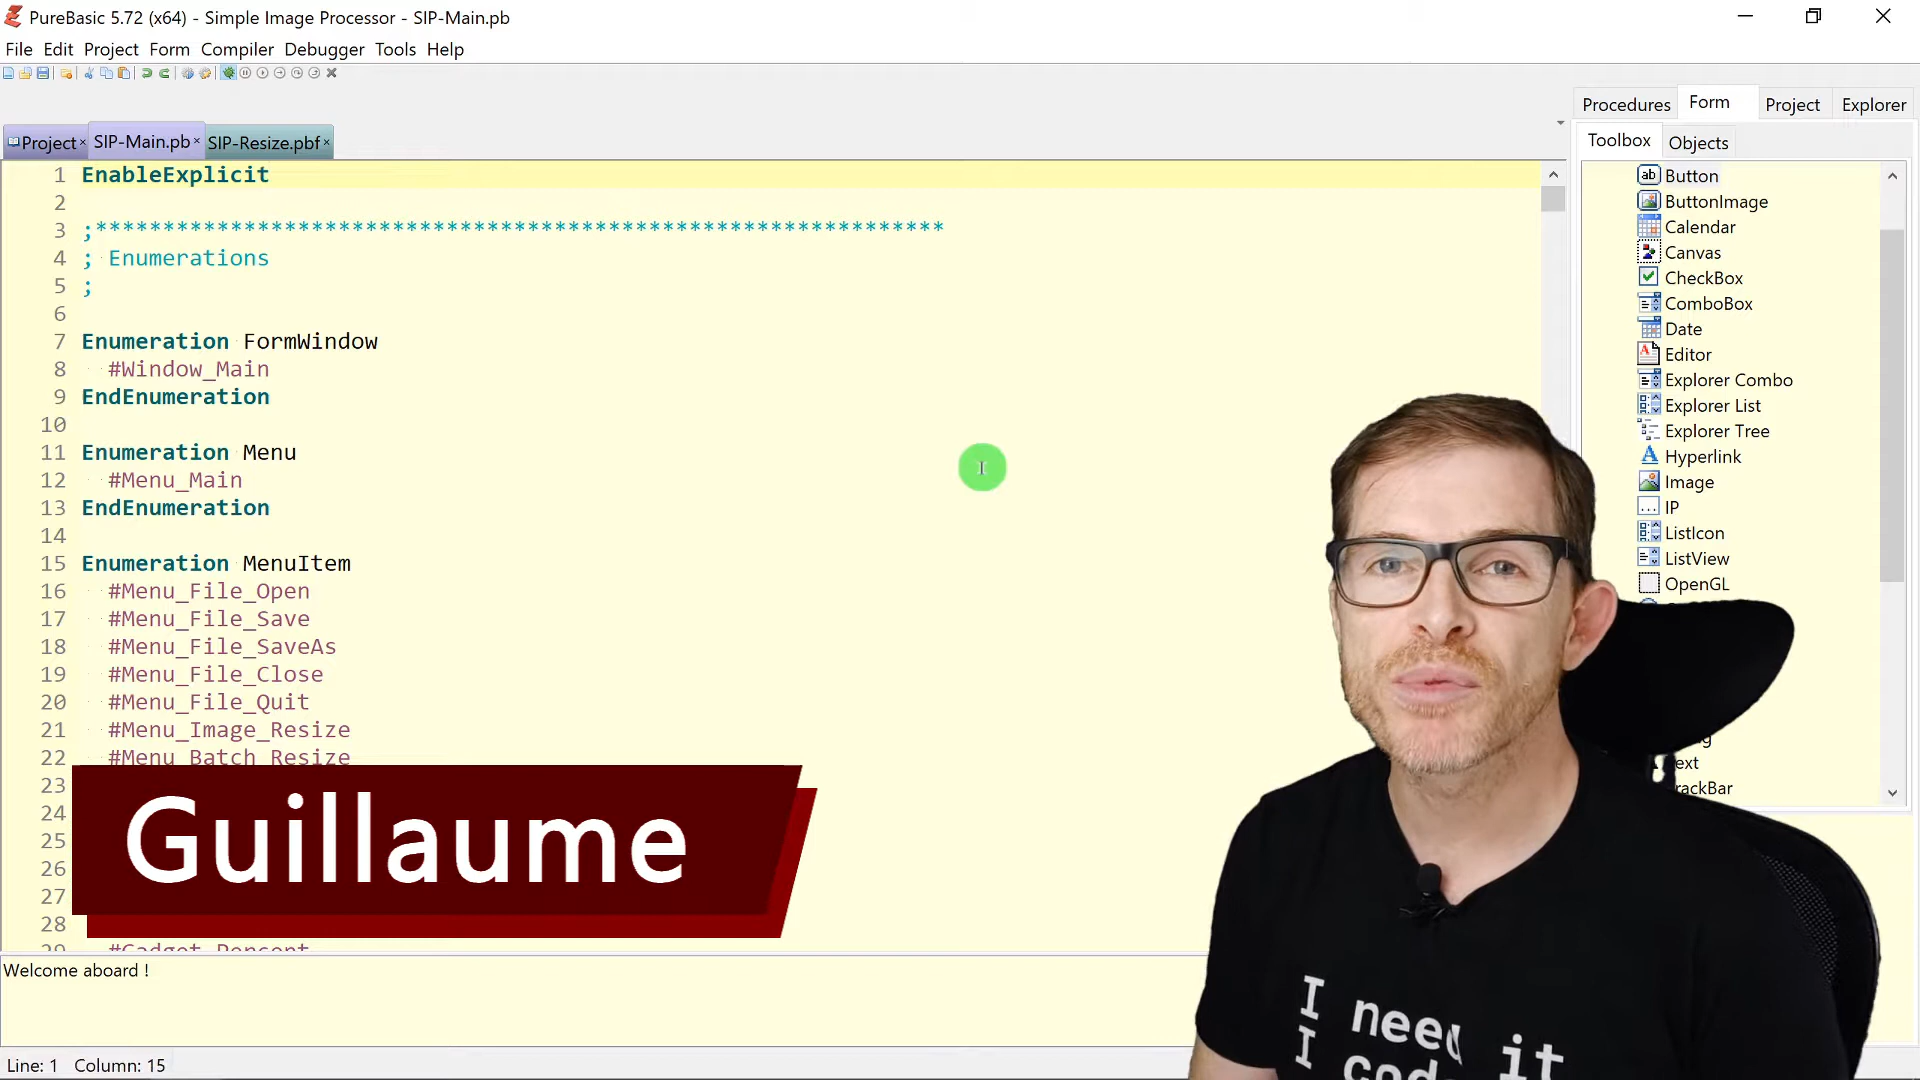 PureBasic 5.72 (x64) - Simple Image Processor - SIP-Main.pb
File Edit Project Form Compiler Debugger Tools Help
Procedures Form Project Explorer
Project SIP-Main.pb SIP-Resize.pbf
Toolbox Objects
1 EnableExplicit
2
3 ;***************************************************************
4 ; Enumerations
5 ;
6
7 Enumeration FormWindow
8 #Window_Main
9 EndEnumeration
10
11 Enumeration Menu
12 #Menu_Main
13 EndEnumeration
14
15 Enumeration MenuItem
16 #Menu_File_Open
17 #Menu_File_Save
18 #Menu_File_SaveAs
19 #Menu_File_Close
20 #Menu_File_Quit
21 #Menu_Image_Resize
22 #Menu_Batch_Resize
23
24
25
26
27
28
29 #Gadget_Percent
Button
ButtonImage
Calendar
Canvas
CheckBox
ComboBox
Date
Editor
Explorer Combo
Explorer List
Explorer Tree
Hyperlink
Image
IP
ListIcon
ListView
OpenGL
Guillaume
Welcome aboard !
I need it
I code
Line: 1 Column: 15